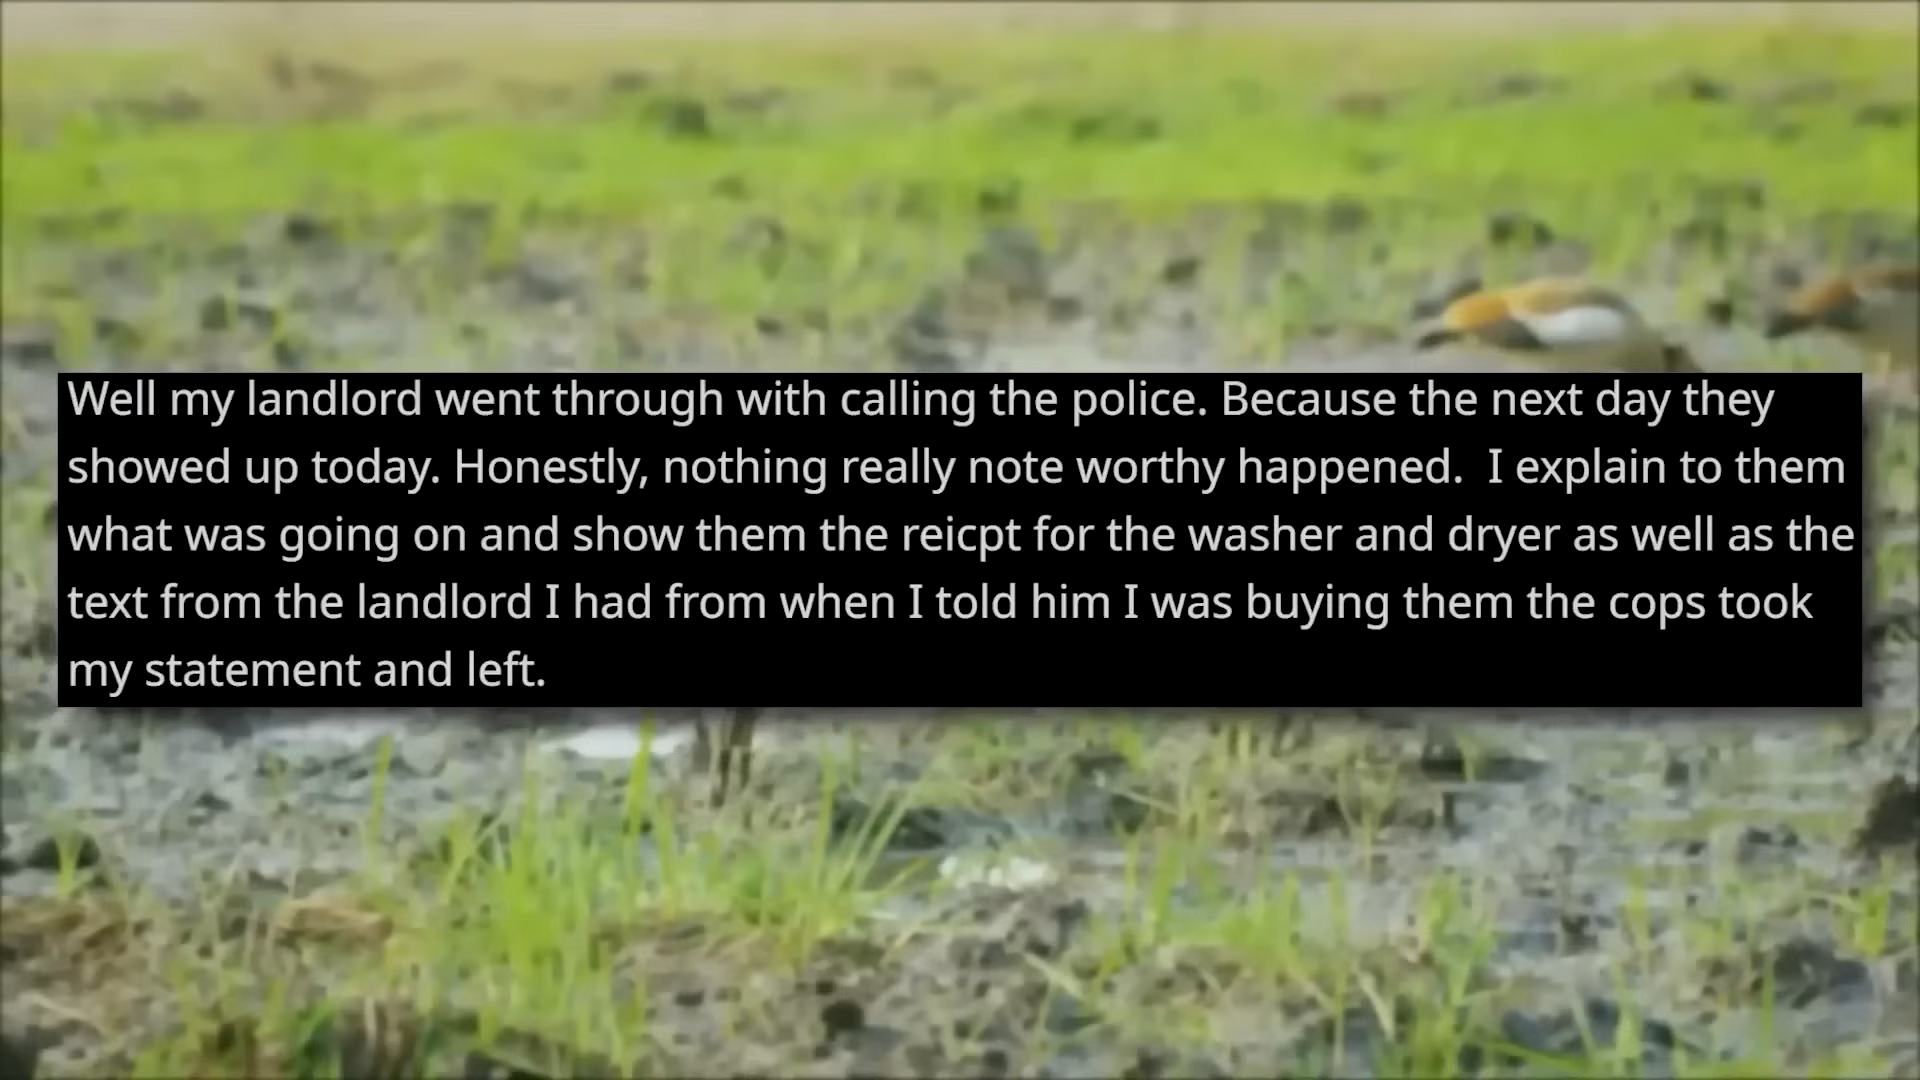 Well my landlord went through with calling the police. Because the next day they
showed up today. Honestly, nothing really note worthy happened.  I explain to them
what was going on and show them the reicpt for the washer and dryer as well as the
text from the landlord I had from when I told him I was buying them the cops took
my statement and left.